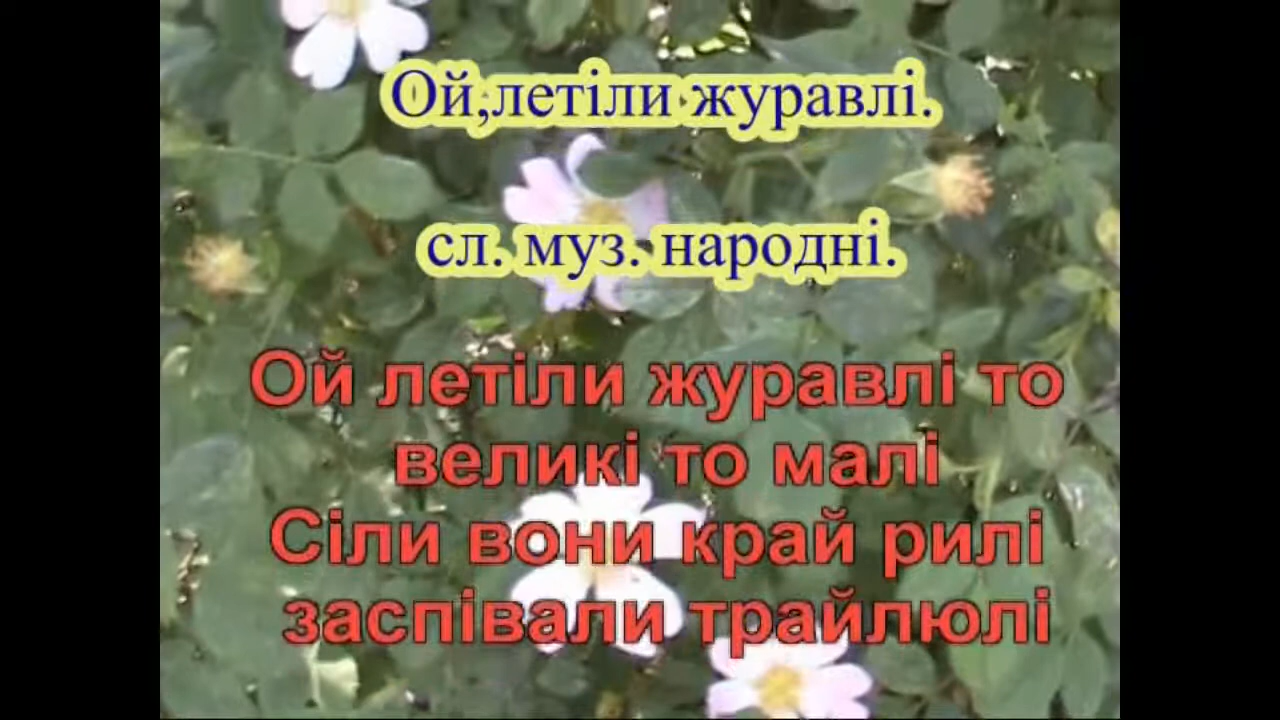 Ой,летіли журавлі.
сл. муз. народні.
Ой летіли журавлі то
великі то малі
Сіли вони край рилі
заспівали трайлюлі